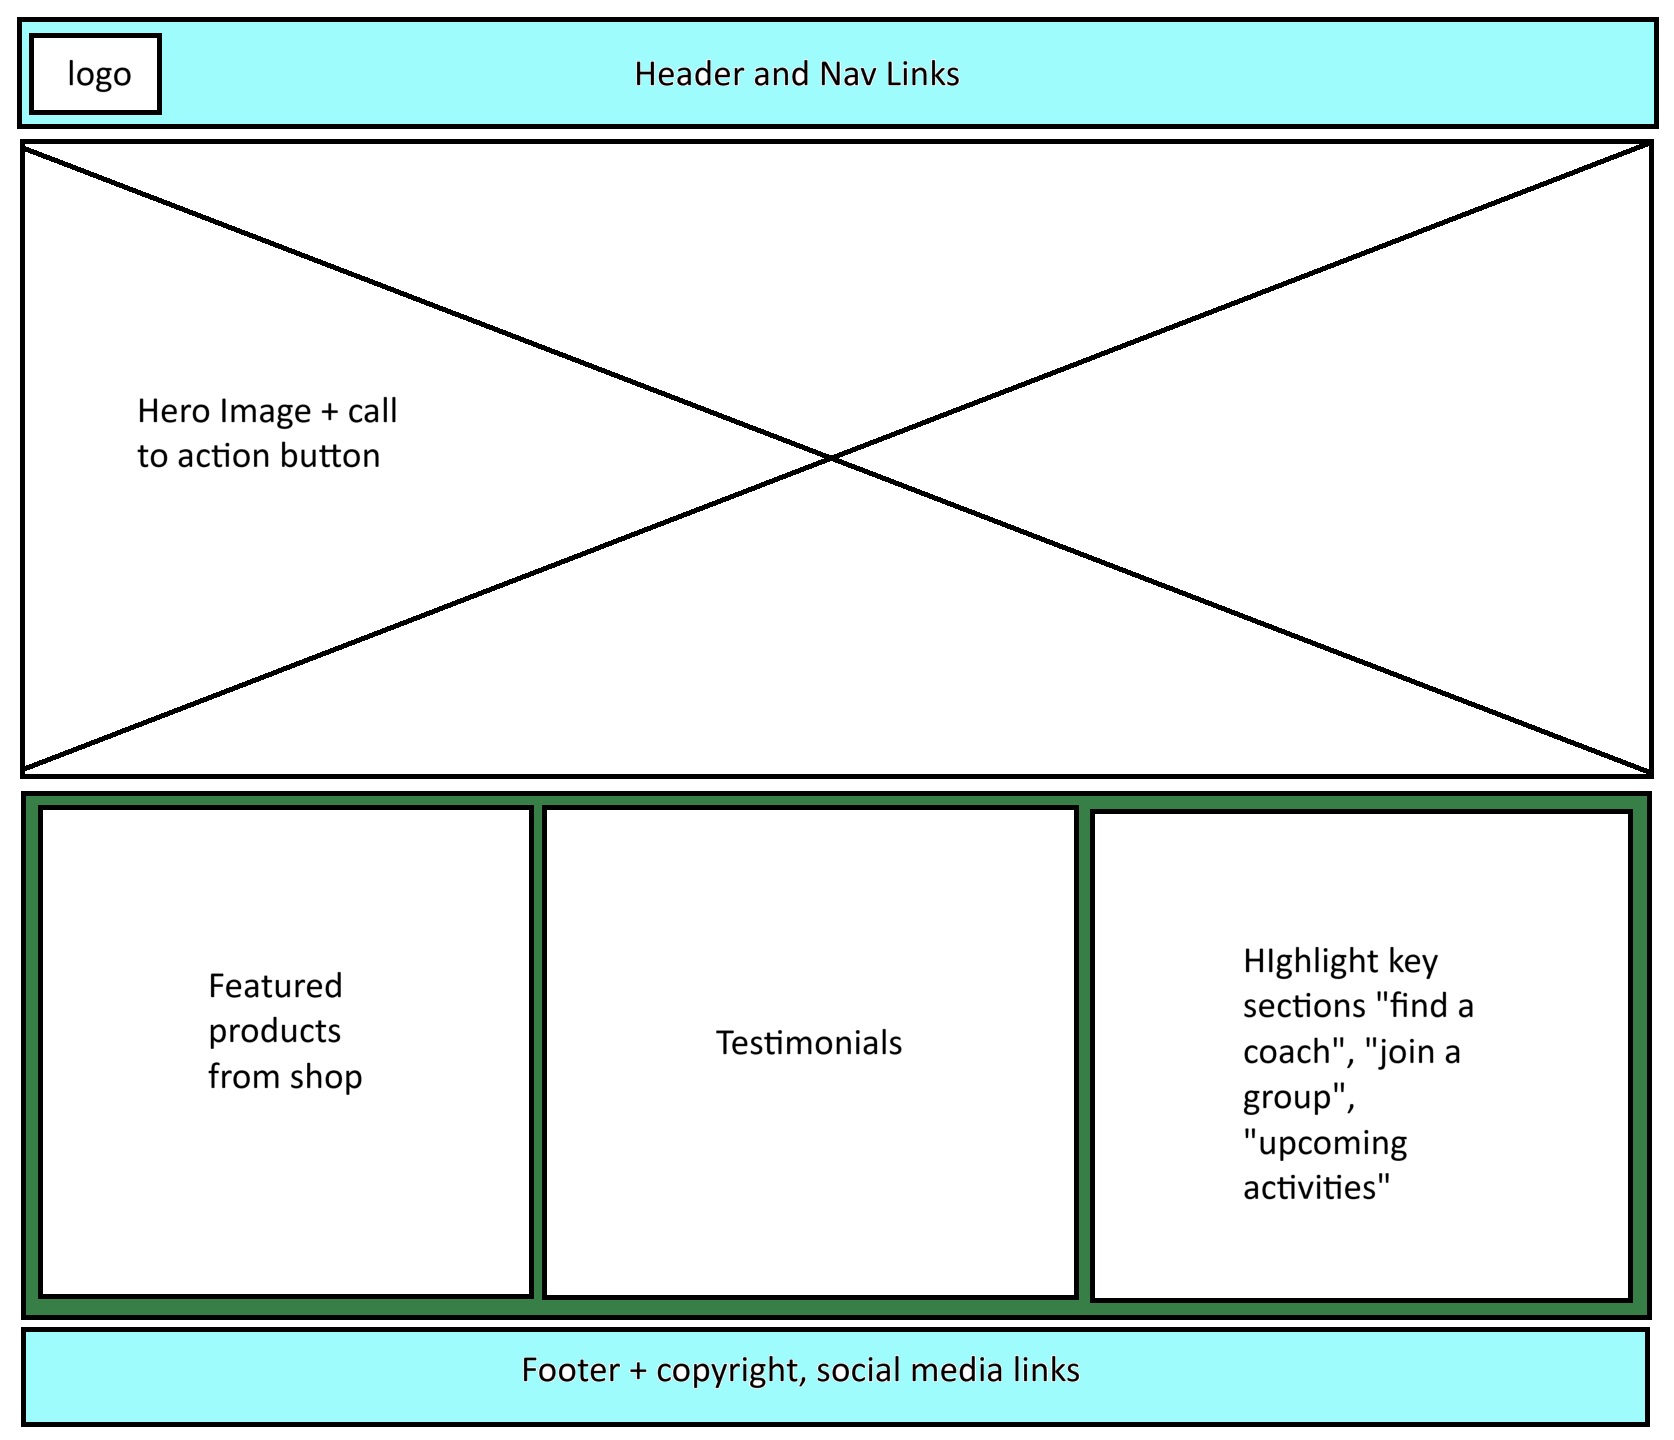 logo
Header and Nav Links
Hero Image + call
to action button
Featured
products
from shop
Testimonials
HIghlight key
sections "find a
coach", "join a
group",
"upcoming
activities"
Footer + copyright, social media links